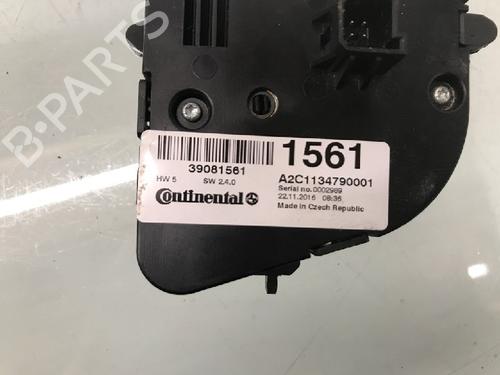 B-PARTS
39081561
1561
HW 5 SW 2.4.0
A2C1134790001
Serial no. 0002989
Continental
22.11.2016 08:36
Made in Czech Republic